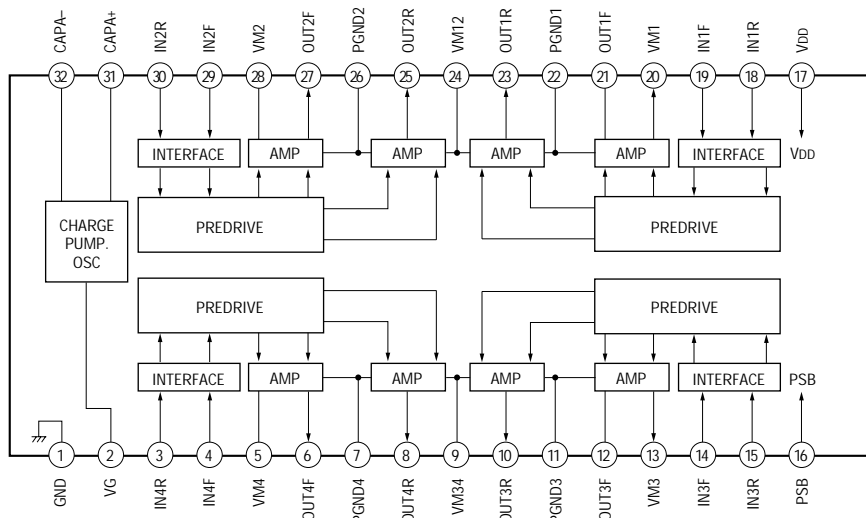 CAPA–
CAPA+
IN2R
IN2F
VM2
OUT2F
PGND2
OUT2R
VM12
OUT1R
PGND1
OUT1F
VM1
IN1F
IN1R
VDD
32
31
30
29
28
27
26
25
24
23
22
21
20
19
18
17
INTERFACE
AMP
AMP
AMP
AMP
INTERFACE
VDD
CHARGE
PUMP.
OSC
PREDRIVE
PREDRIVE
PREDRIVE
PREDRIVE
INTERFACE
AMP
AMP
AMP
AMP
INTERFACE
PSB
1
2
3
4
5
6
7
8
9
10
11
12
13
14
15
16
GND
VG
IN4R
IN4F
VM4
OUT4F
PGND4
OUT4R
VM34
OUT3R
PGND3
OUT3F
VM3
IN3F
IN3R
PSB